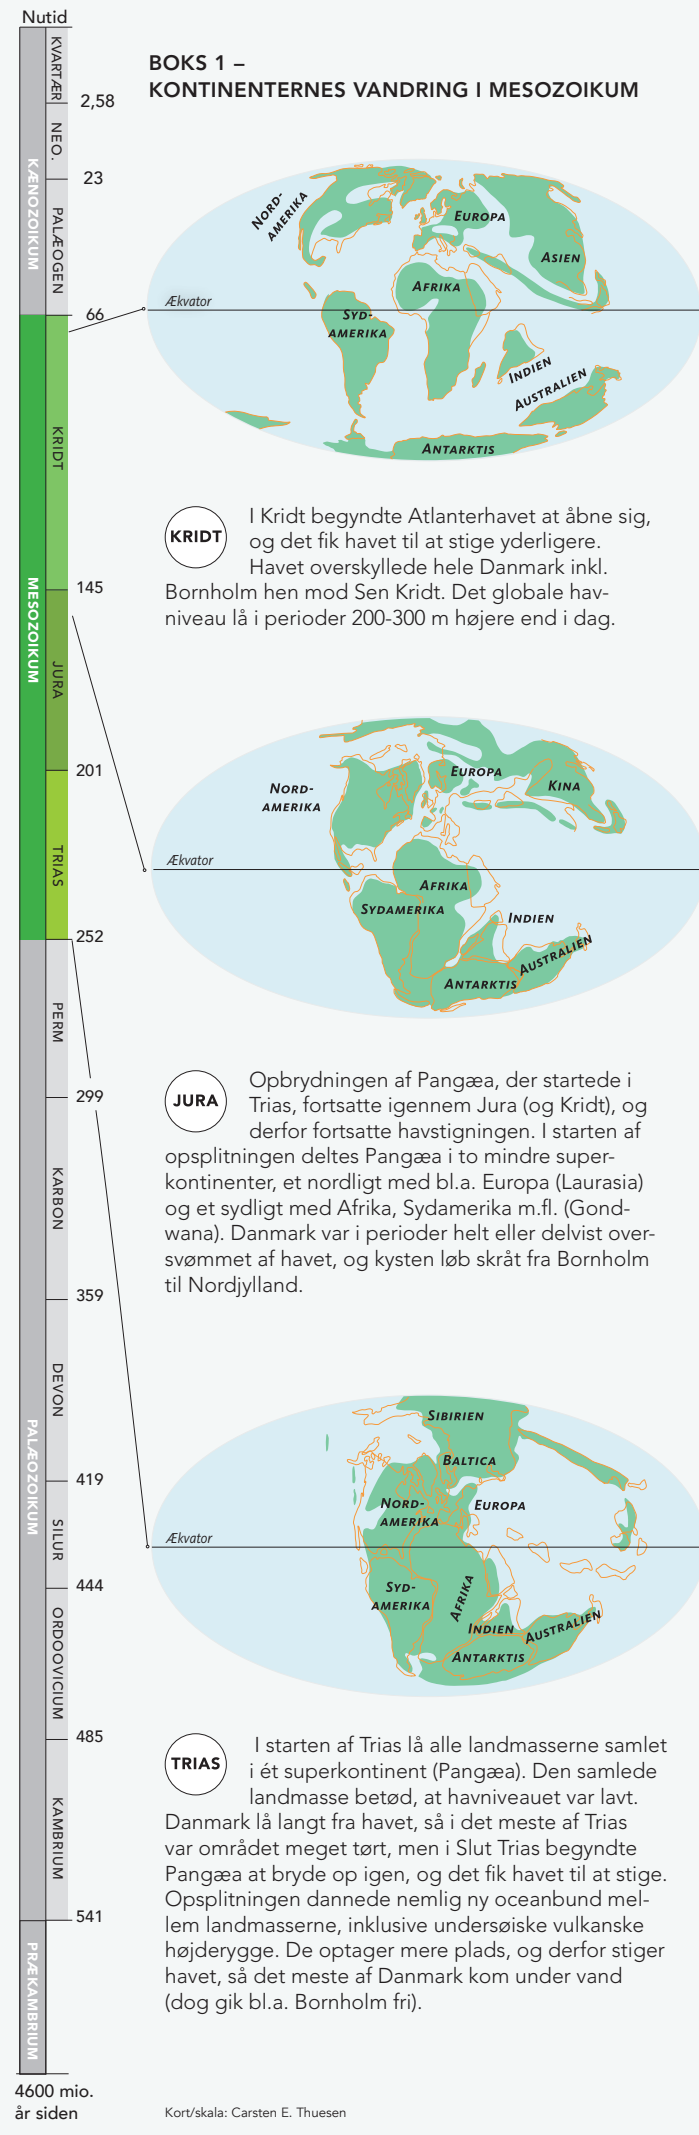 Nutid
KVARTÆR
2,58
NEO.
23
KÆNOZOIKUM
PALÆOGEN
66
KRIDT
145
MESOZOIKUM
JURA
201
TRIAS
252
PERM
299
KARBON
359
DEVON
419
PALÆOZOIKUM
SILUR
444
ORDOOVICIUM
485
KAMBRIUM
541
PRÆKAMBRIUM
4600 mio.
år siden
BOKS 1 –
KONTINENTERNES VANDRING I MESOZOIKUM
NORD-
AMERIKA
EUROPA
ASIEN
AFRIKA
Ækvator
SYD-
AMERIKA
INDIEN
AUSTRALIEN
ANTARKTIS
KRIDT
I Kridt begyndte Atlanterhavet at åbne sig,
og det fik havet til at stige yderligere.
Havet overskyllede hele Danmark inkl.
Bornholm hen mod Sen Kridt. Det globale hav-
niveau lå i perioder 200-300 m højere end i dag.
EUROPA
NORD-
AMERIKA
KINA
Ækvator
AFRIKA
SYDAMERIKA
INDIEN
AUSTRALIEN
ANTARKTIS
JURA
Opbrydningen af Pangæa, der startede i
Trias, fortsatte igennem Jura (og Kridt), og
derfor fortsatte havstigningen. I starten af
opsplitningen deltes Pangæa i to mindre super-
kontinenter, et nordligt med bl.a. Europa (Laurasia)
og et sydligt med Afrika, Sydamerika m.fl. (Gond-
wana). Danmark var i perioder helt eller delvist over-
svømmet af havet, og kysten løb skråt fra Bornholm
til Nordjylland.
SIBIRIEN
BALTICA
NORD-
AMERIKA
EUROPA
Ækvator
SYD-
AMERIKA
AFRIKA
INDIEN
AUSTRALIEN
ANTARKTIS
TRIAS
I starten af Trias lå alle landmasserne samlet
i ét superkontinent (Pangæa). Den samlede
landmasse betød, at havniveauet var lavt.
Danmark lå langt fra havet, så i det meste af Trias
var området meget tørt, men i Slut Trias begyndte
Pangæa at bryde op igen, og det fik havet til at stige.
Opsplitningen dannede nemlig ny oceanbund mel-
lem landmasserne, inklusive undersøiske vulkanske
højderygge. De optager mere plads, og derfor stiger
havet, så det meste af Danmark kom under vand
(dog gik bl.a. Bornholm fri).
Kort/skala: Carsten E. Thuesen